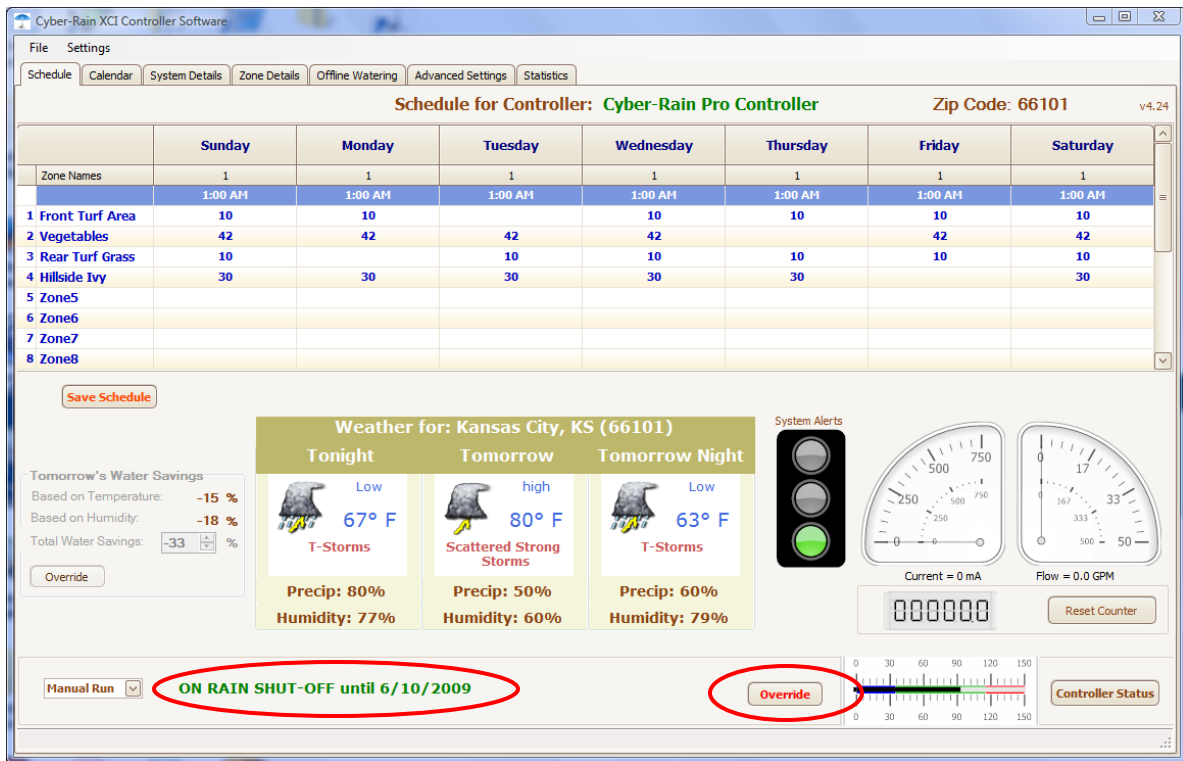 Cyber-Rain XCI Controller Software
File Settings
Schedule Calendar System Details Zone Details Offline Watering Advanced Settings Statistics
Schedule for Controller: Cyber-Rain Pro Controller Zip Code: 66101 v4.24
Sunday Monday Tuesday Wednesday Thursday Friday Saturday
Zone Names 1 1 1 1 1 1 1
1:00 AM 1:00 AM 1:00 AM 1:00 AM 1:00 AM 1:00 AM 1:00 AM
1 Front Turf Area 10 10 10 10 10 10
2 Vegetables 42 42 42 42 42 42
3 Rear Turf Grass 10 10 10 10 10 10
4 Hillside Ivy 30 30 30 30 30 30
5 Zone5
6 Zone6
7 Zone7
8 Zone8
Save Schedule
Tomorrow's Water Savings
Based on Temperature: -15 %
Based on Humidity: -18 %
Total Water Savings: -33 %
Override
Weather for: Kansas City, KS (66101)
Tonight Tomorrow Tomorrow Night
Low high Low
67° F 80° F 63° F
T-Storms Scattered Strong Storms T-Storms
Precip: 80% Precip: 50% Precip: 60%
Humidity: 77% Humidity: 60% Humidity: 79%
System Alerts
0 250 500 750
0 250 500 750
Current = 0 mA
0 17 33 50
0 167 333 500
Flow = 0.0 GPM
000000
Reset Counter
Manual Run
ON RAIN SHUT-OFF until 6/10/2009
Override
0 30 60 90 120 150
0 30 60 90 120 150
Controller Status